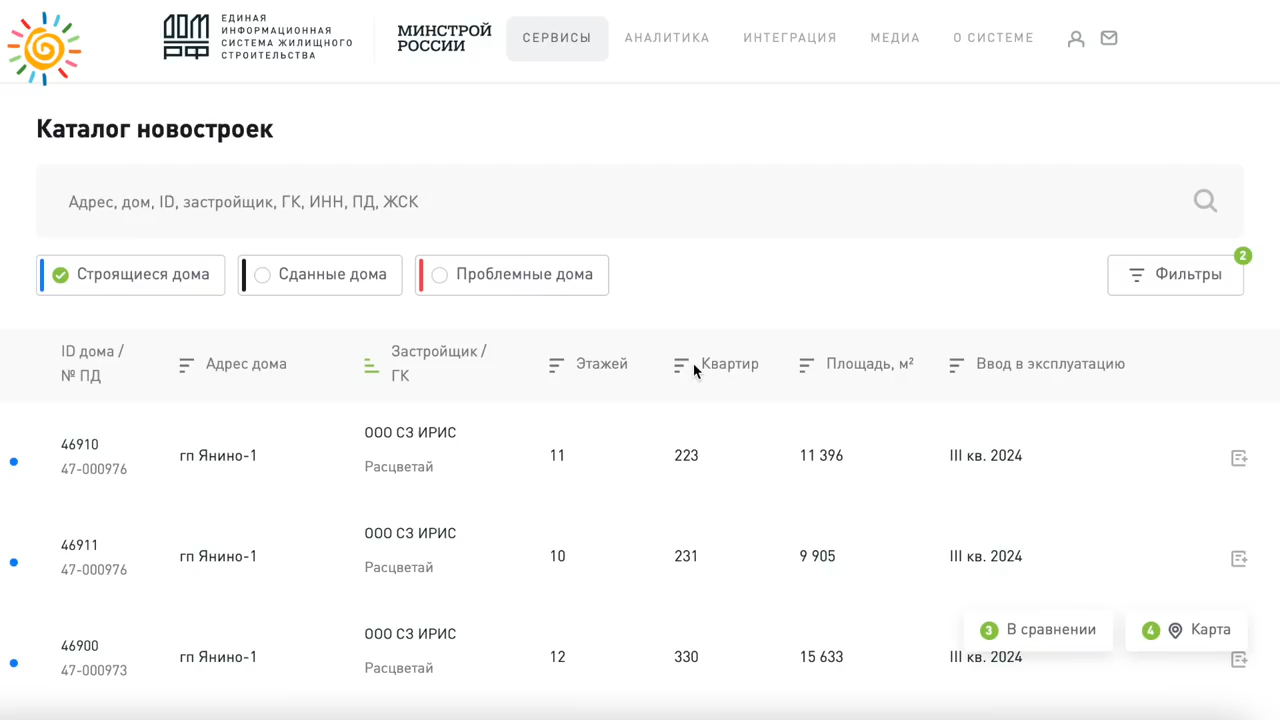 ДОМ РФ
ЕДИНАЯ
ИНФОРМАЦИОННАЯ
СИСТЕМА ЖИЛИЩНОГО
СТРОИТЕЛЬСТВА
МИНСТРОЙ
РОССИИ
СЕРВИСЫ
АНАЛИТИКА
ИНТЕГРАЦИЯ
МЕДИА
О СИСТЕМЕ
Каталог новостроек
Адрес, дом, ID, застройщик, ГК, ИНН, ПД, ЖСК
Строящиеся дома
Сданные дома
Проблемные дома
Фильтры
2
ID дома /
№ ПД
Адрес дома
Застройщик /
ГК
Этажей
Квартир
Площадь, м²
Ввод в эксплуатацию
46910
47-000976
гп Янино-1
ООО СЗ ИРИС
Расцветай
11
223
11 396
III кв. 2024
46911
47-000976
гп Янино-1
ООО СЗ ИРИС
Расцветай
10
231
9 905
III кв. 2024
46900
47-000973
гп Янино-1
ООО СЗ ИРИС
Расцветай
12
330
15 633
III кв. 2024
3 В сравнении
4 Карта